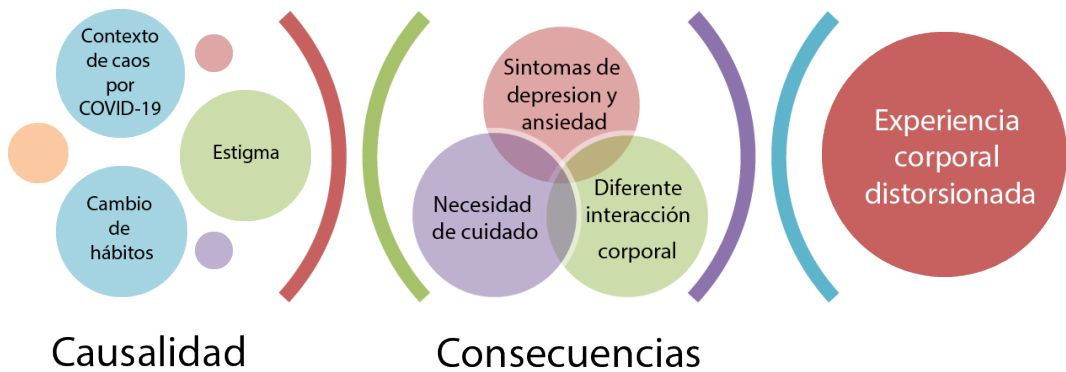 Contexto
de caos
por
COVID-19
Estigma
Cambio
de
hábitos
Causalidad
Sintomas de
depresion y
ansiedad
Necesidad
de cuidado
Diferente
interacción
corporal
Consecuencias
Experiencia
corporal
distorsionada